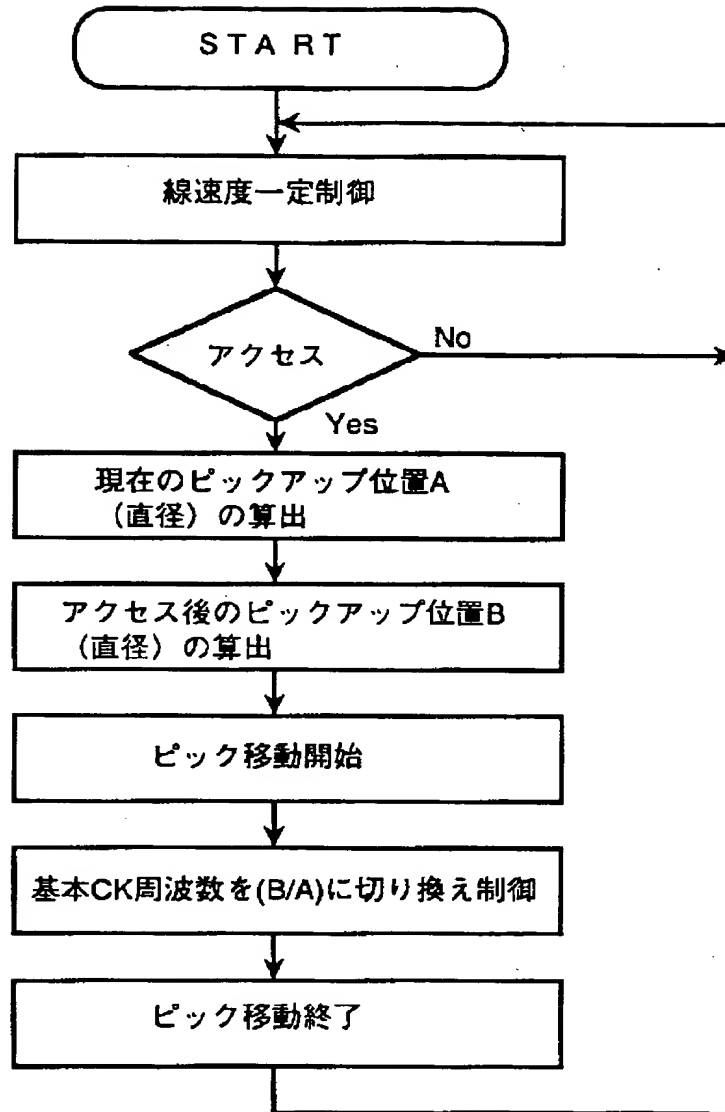 START
線速度一定制御
アクセス
No
Yes
現在のピックアップ位置A
（直径）の算出
アクセス後のピックアップ位置B
（直径）の算出
ピック移動開始
基本CK周波数を(B/A)に切り換え制御
ピック移動終了